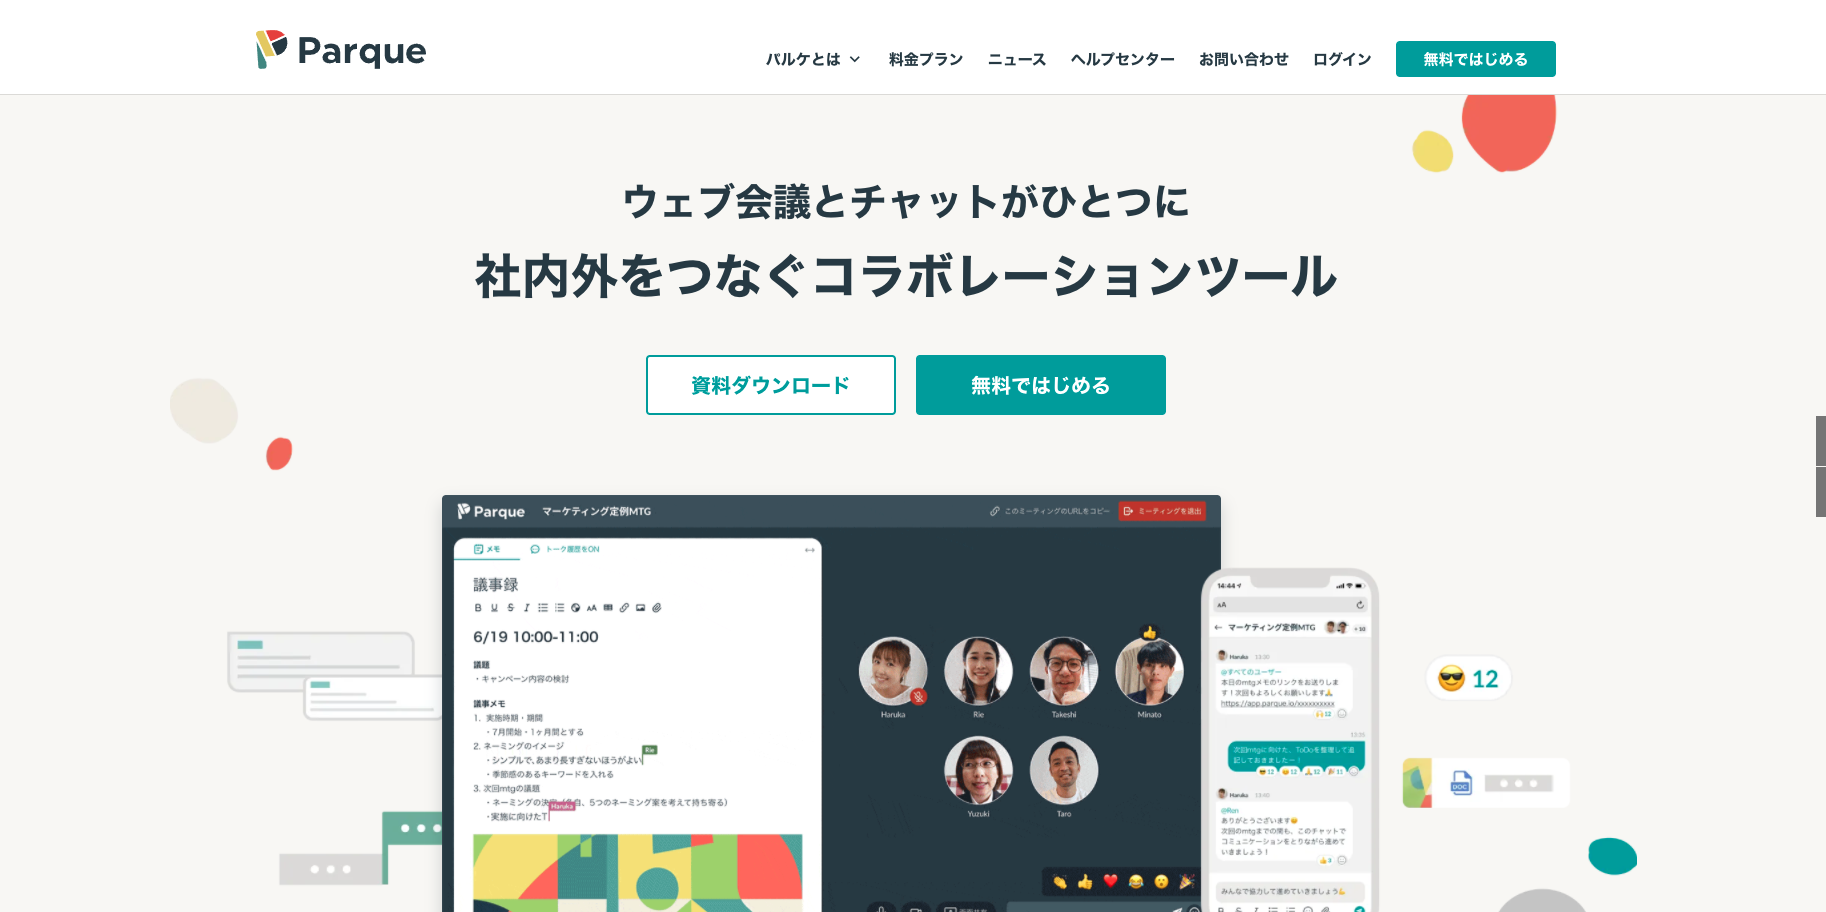 Parque
パルケとは
料金プラン
ニュース
ヘルプセンター
お問い合わせ
ログイン
無料ではじめる
ウェブ会議とチャットがひとつに
社内外をつなぐコラボレーションツール
資料ダウンロード
無料ではじめる
Parque
マーケティング定例MTG
このミーティングのURLをコピー
ミーティングを退出
メモ
トーク履歴をON
議事録
B U S I
AA
6/19 10:00-11:00
議題
・キャンペーン内容の検討
議事メモ
1. 実施時期・期間
・7月開始・1ヶ月間とする
2. ネーミングのイメージ
・シンプルで、あまり長すぎないほうがよい
Rie
・季節感のあるキーワードを入れる
3. 次回mtgの議題
・ネーミングの決定（各自、5つのネーミング案を考えて持ち寄る）
Haruka
・実施に向けたT
Haruka
Rie
Takeshi
Minato
Yuzuki
Taro
14:44
AA
マーケティング定例MTG
+10
Haruka 13:30
@すべてのユーザー
本日のmtgメモのリンクをお送りしま
す！次回もよろしくお願いします🙏
https://app.parque.io/xxxxxxxxxx
🙌12
次回mtgに向けた、ToDoを整理して追
記しておきましたー！
😎12 😊12 🙏12 🎉11
Haruka
@Ren
ありがとうございます😊
次回のmtgまでの間も、このチャットで
コミュニケーションをとりながら進めて
いきましょう！
👍3
みんなで協力して進めていきましょう💪
😎 12
DOC